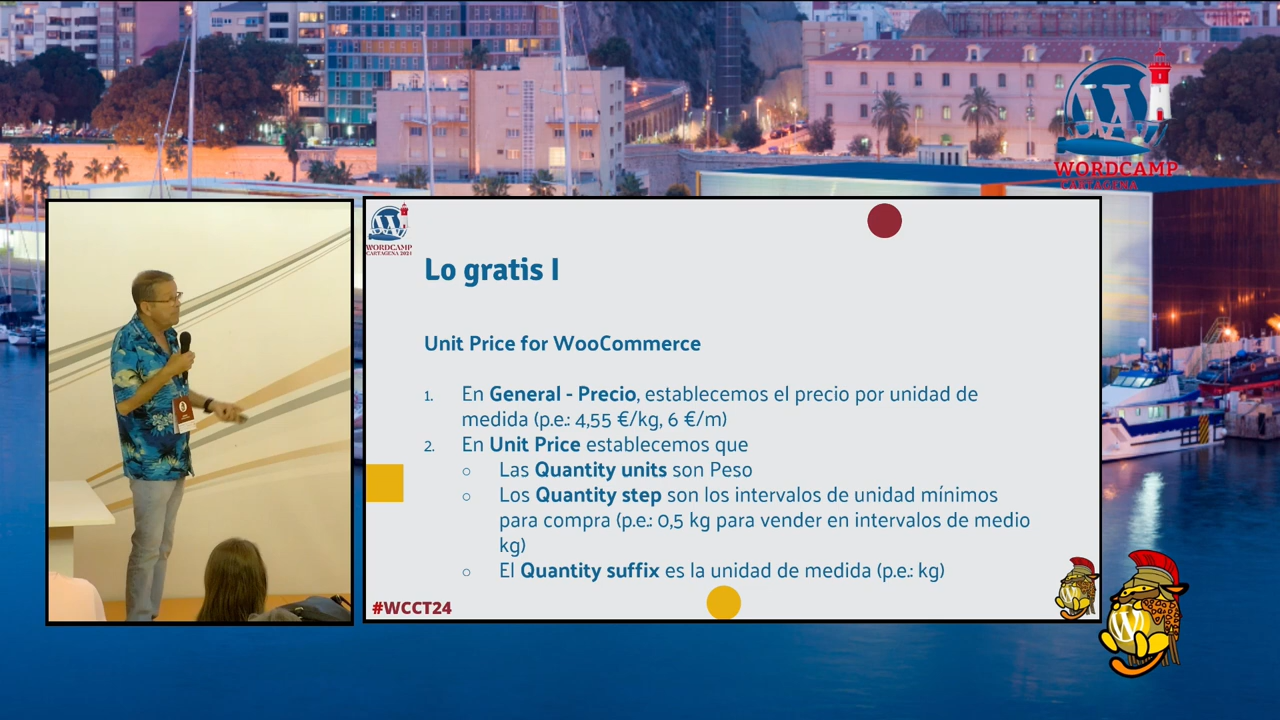 WORDCAMP
CARTAGENA
WORDCAMP
CARTAGENA 2024
Lo gratis I
Unit Price for WooCommerce
1. En General - Precio, establecemos el precio por unidad de
medida (p.e.: 4,55 €/kg, 6 €/m)
2. En Unit Price establecemos que
○ Las Quantity units son Peso
○ Los Quantity step son los intervalos de unidad mínimos
para compra (p.e.: 0,5 kg para vender en intervalos de medio
kg)
○ El Quantity suffix es la unidad de medida (p.e.: kg)
#WCCT24